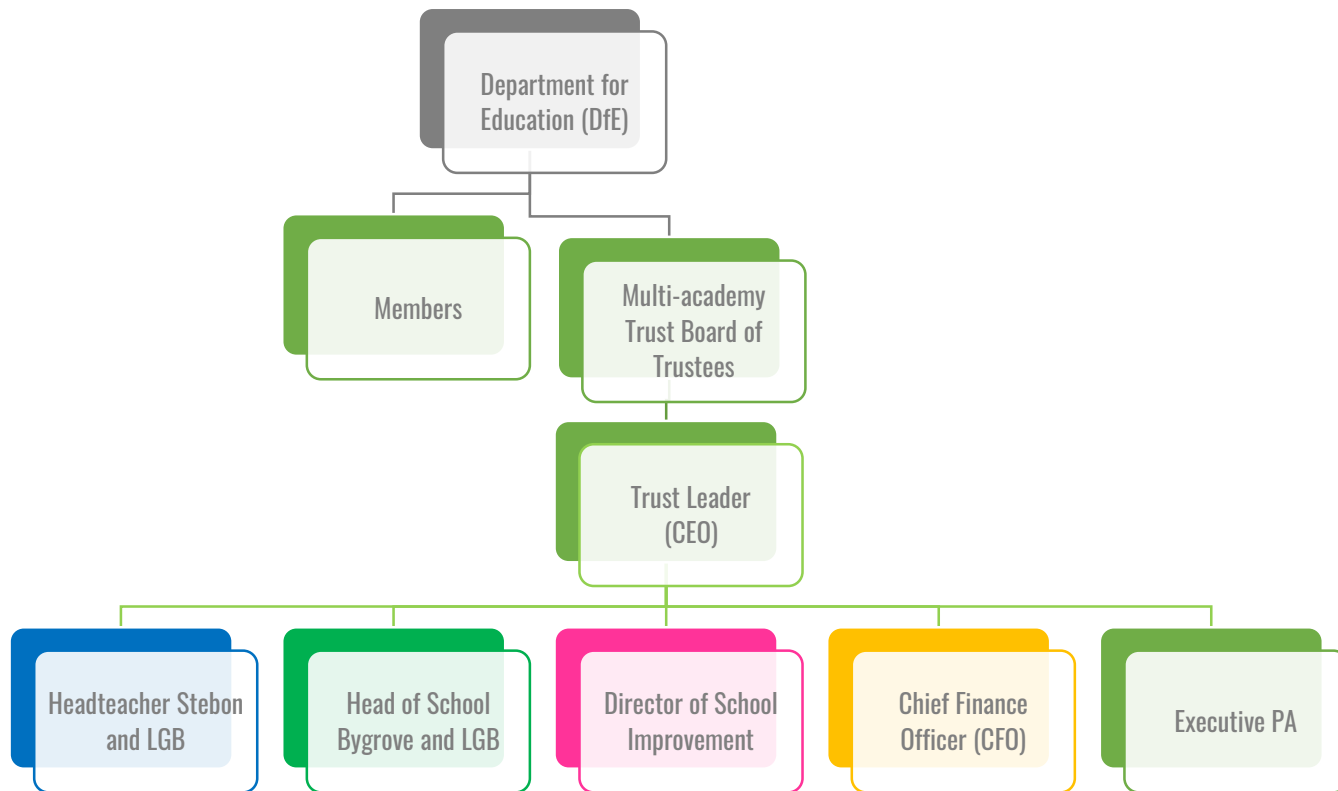 Department for
Education (DfE)
Members
Multi-academy
Trust Board of
Trustees
Trust Leader
(CEO)
Headteacher Stebon
and LGB
Head of School
Bygrove and LGB
Director of School
Improvement
Chief Finance
Officer (CFO)
Executive PA